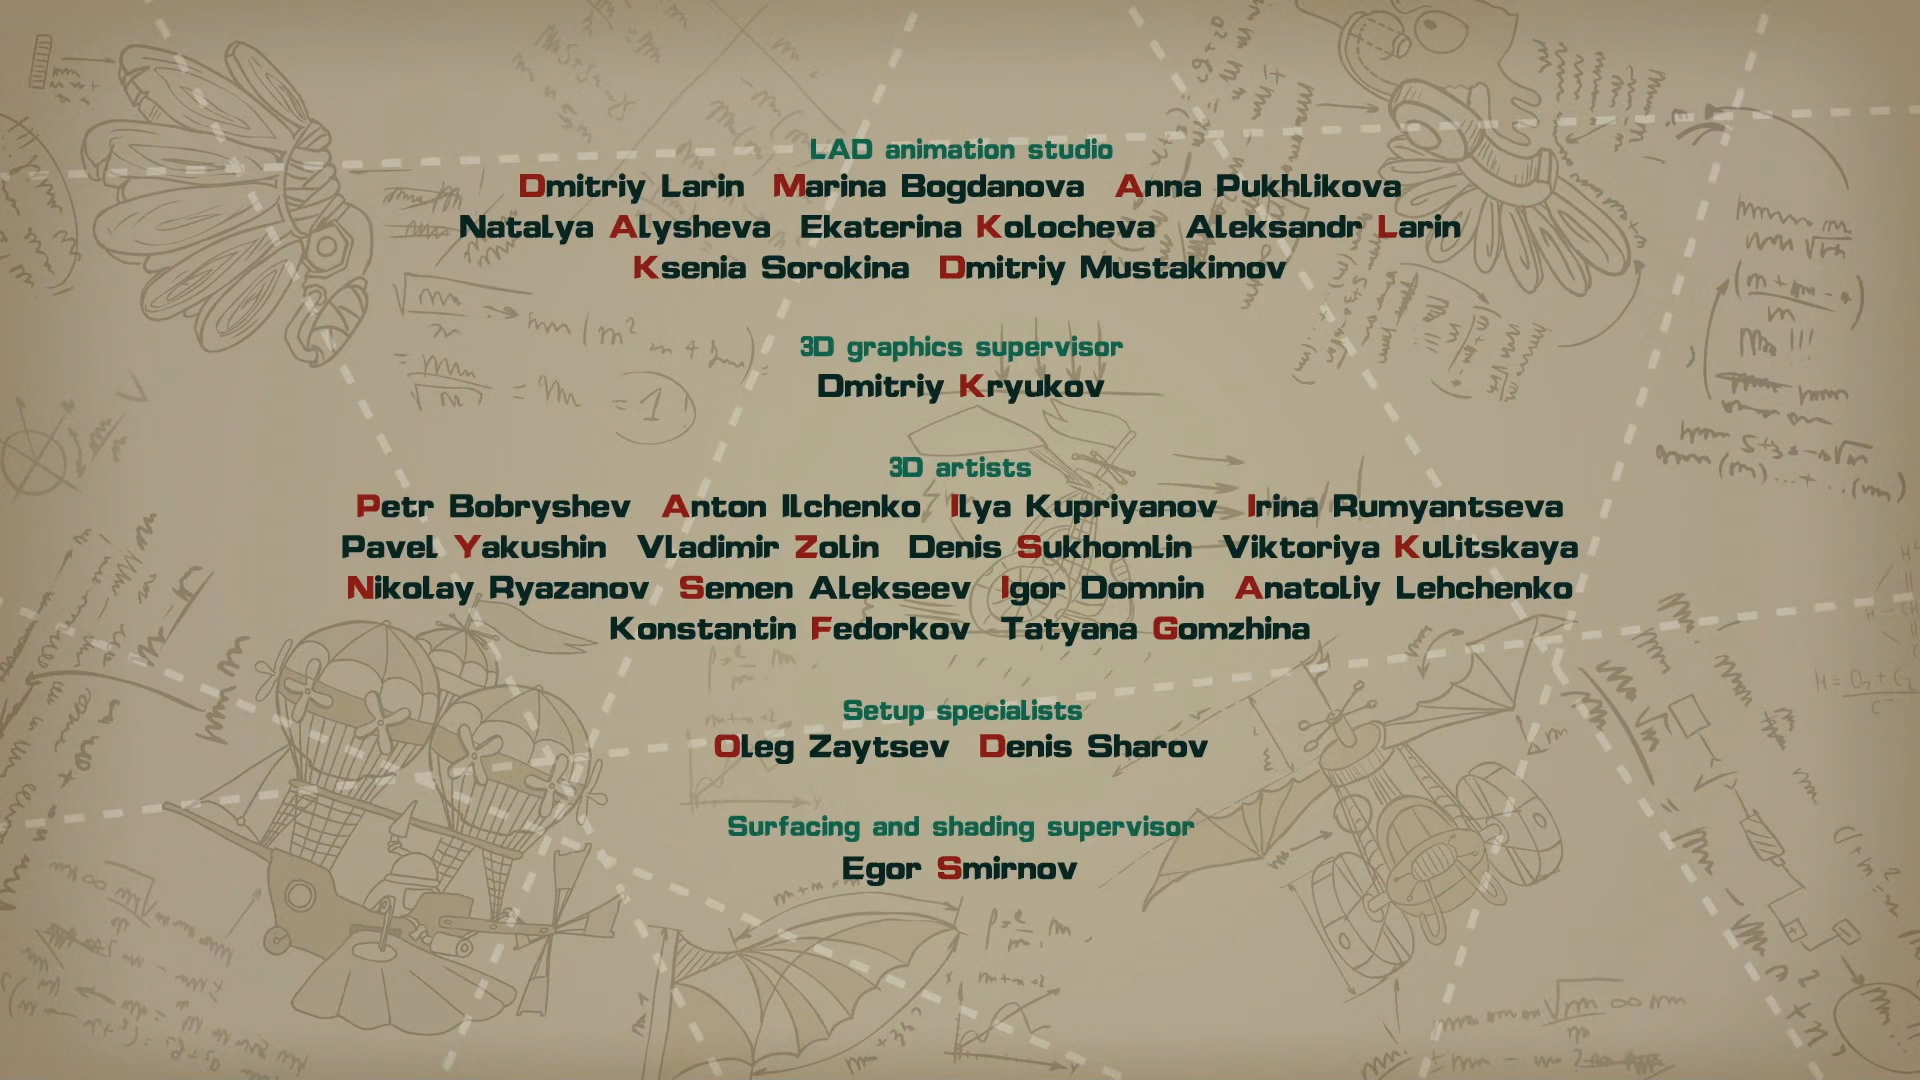 LAD animation studio
Dmitriy Larin Marina Bogdanova Anna Pukhlikova
Natalya Alysheva Ekaterina Kolocheva Aleksandr Larin
Ksenia Sorokina Dmitriy Mustakimov
3D graphics supervisor
Dmitriy Kryukov
3D artists
Petr Bobryshev Anton Ilchenko Ilya Kupriyanov Irina Rumyantseva
Pavel Yakushin Vladimir Zolin Denis Sukhomlin Viktoriya Kulitskaya
Nikolay Ryazanov Semen Alekseev Igor Domnin Anatoliy Lehchenko
Konstantin Fedorkov Tatyana Gomzhina
Setup specialists
Oleg Zaytsev Denis Sharov
Surfacing and shading supervisor
Egor Smirnov